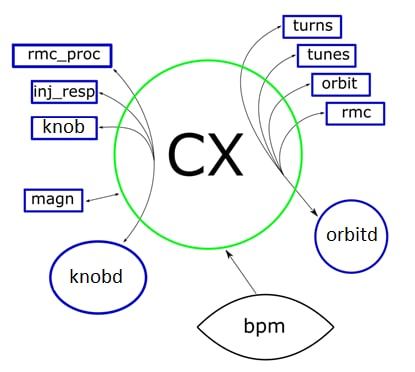 turns
rmc_proc
tunes
inj_resp
orbit
rmc
knob
CX
magn
orbitd
knobd
bpm